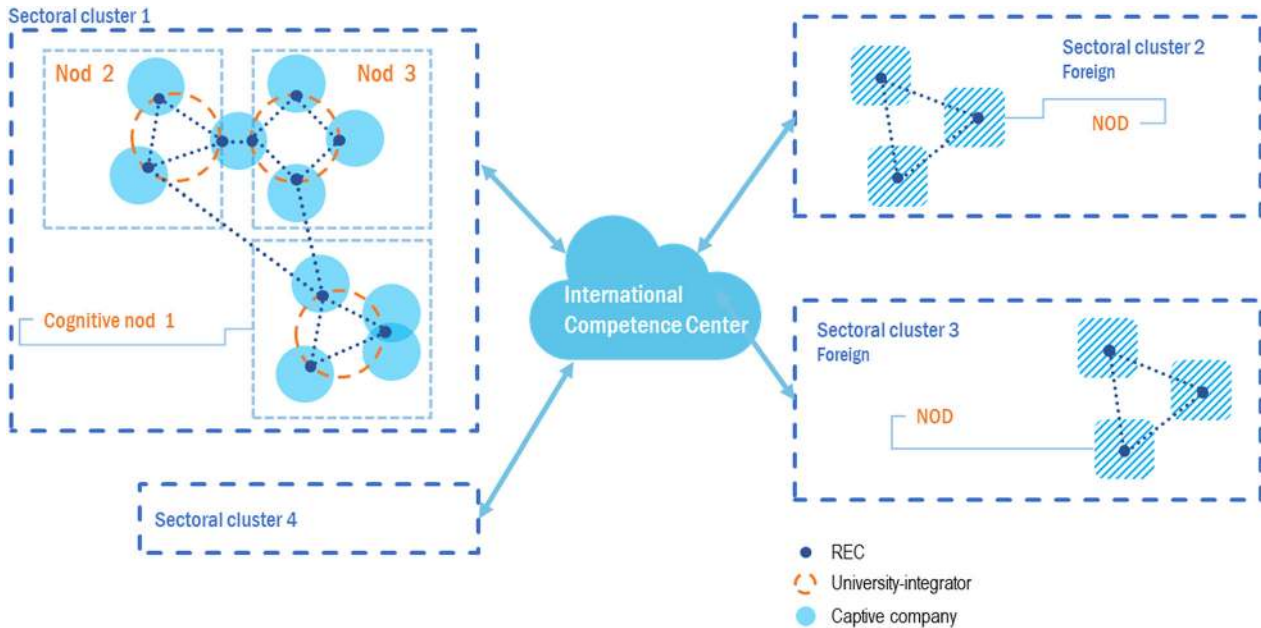 Sectoral cluster 1
Nod 2
Nod 3
Cognitive nod 1
Sectoral cluster 4
International
Competence Center
Sectoral cluster 2
Foreign
NOD
Sectoral cluster 3
Foreign
NOD
REC
University-integrator
Captive company